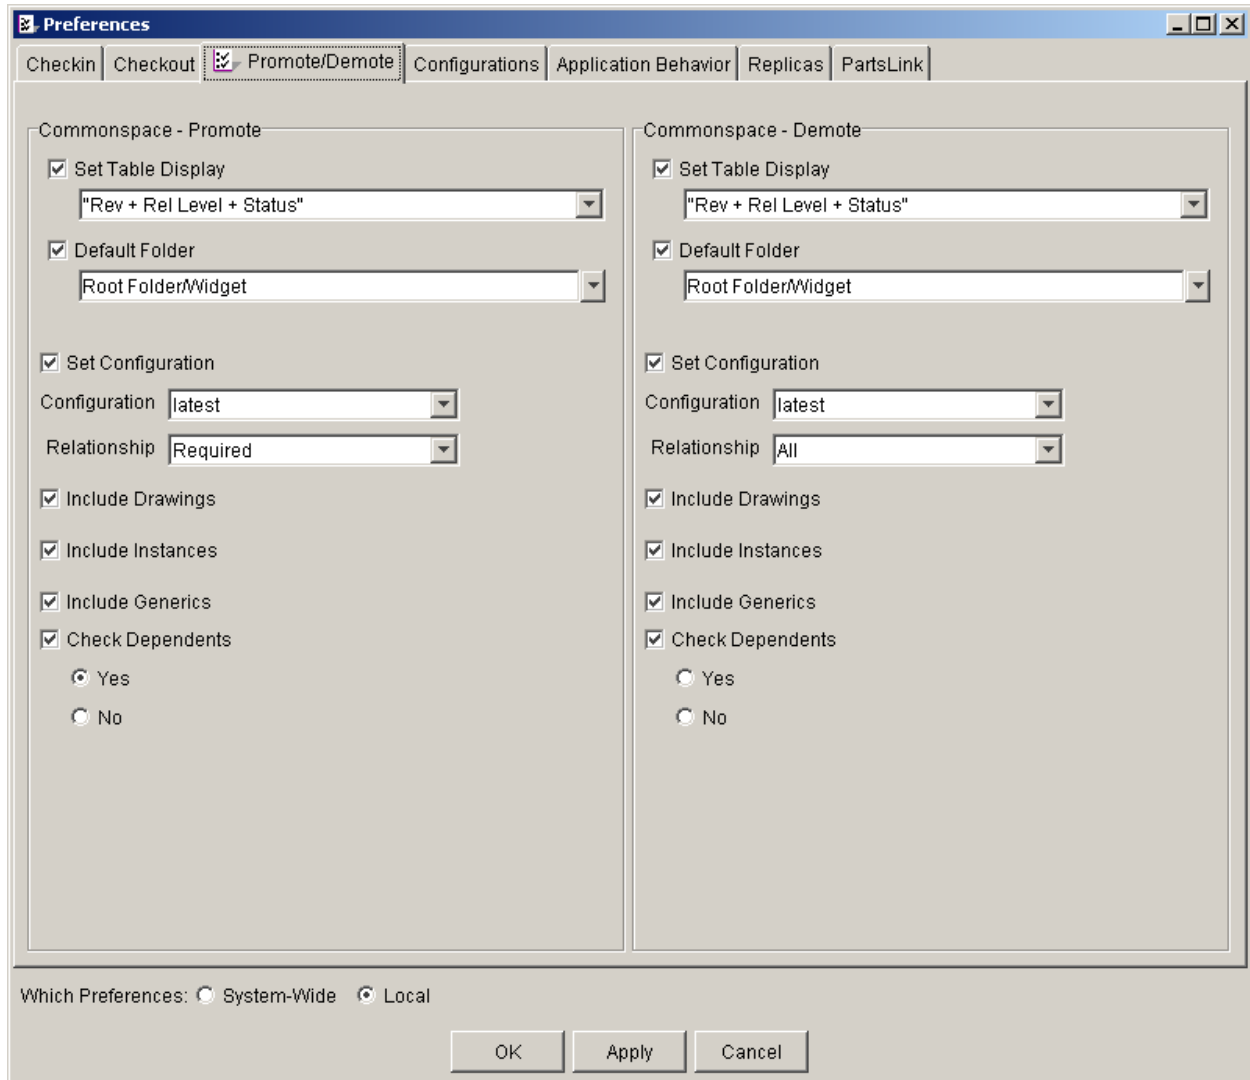 Preferences
Checkin Checkout Promote/Demote Configurations Application Behavior Replicas PartsLink
Commonspace - Promote
Set Table Display
"Rev + Rel Level + Status"
Default Folder
Root Folder/Widget
Set Configuration
Configuration latest
Relationship Required
Include Drawings
Include Instances
Include Generics
Check Dependents
Yes
No
Commonspace - Demote
Set Table Display
"Rev + Rel Level + Status"
Default Folder
Root Folder/Widget
Set Configuration
Configuration latest
Relationship All
Include Drawings
Include Instances
Include Generics
Check Dependents
Yes
No
Which Preferences: System-Wide Local
OK Apply Cancel